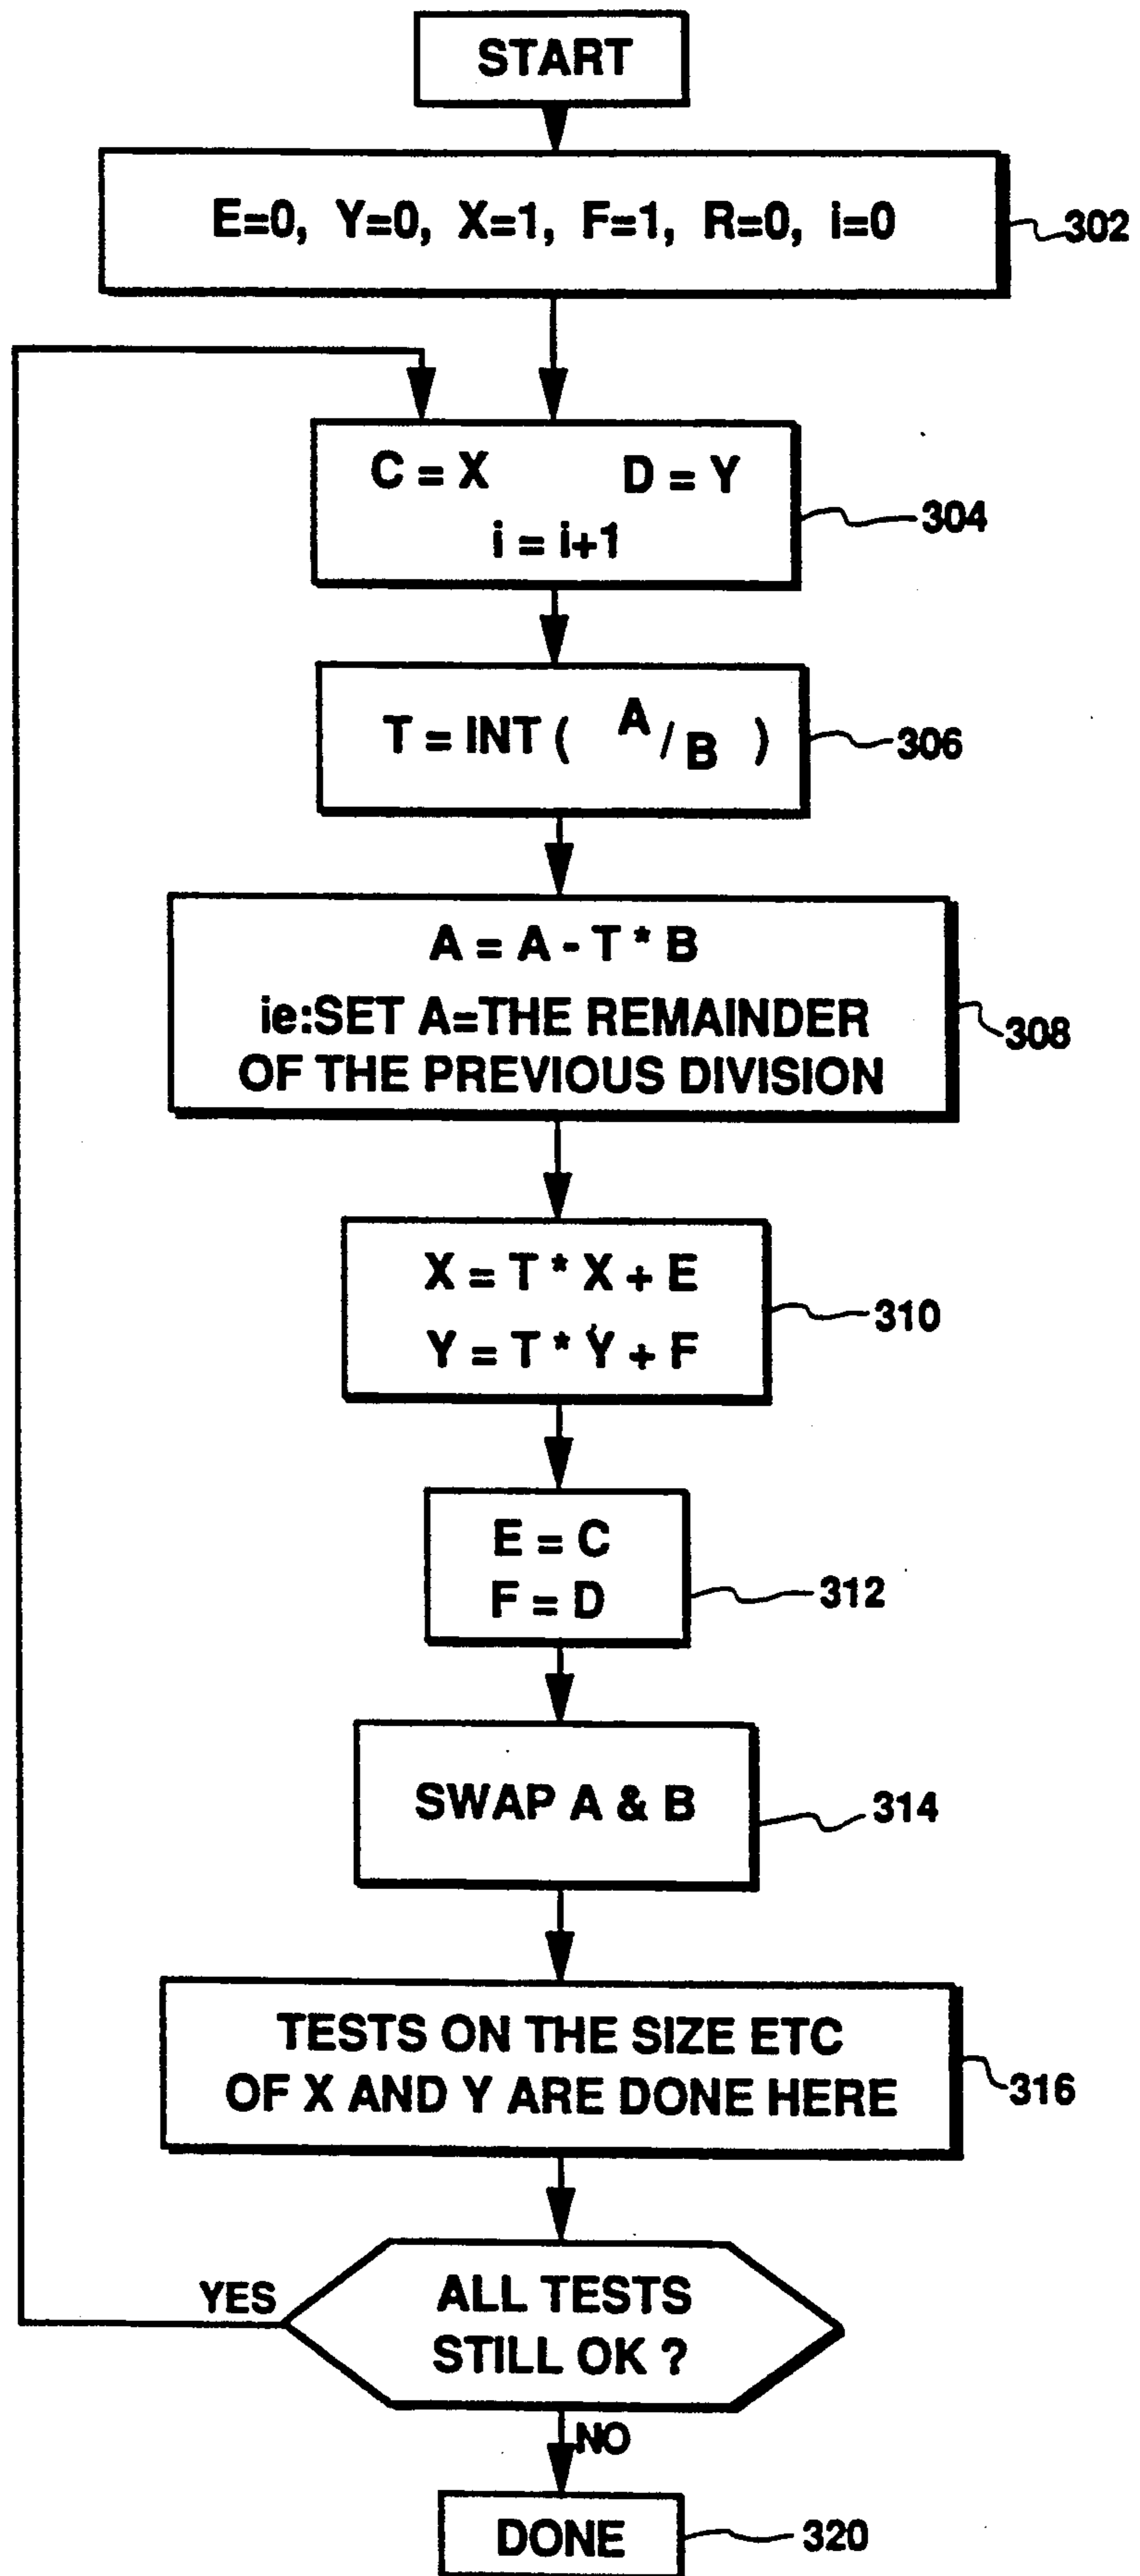 START
E=0, Y=0, X=1, F=1, R=0, i=0
302
C = X D = Y
i = i+1
304
T = INT ( A/B )
306
A = A - T * B
ie:SET A=THE REMAINDER
OF THE PREVIOUS DIVISION
308
X = T * X + E
Y = T * Y + F
310
E = C
F = D
312
SWAP A & B
314
TESTS ON THE SIZE ETC
OF X AND Y ARE DONE HERE
316
YES
ALL TESTS
STILL OK ?
NO
DONE
320